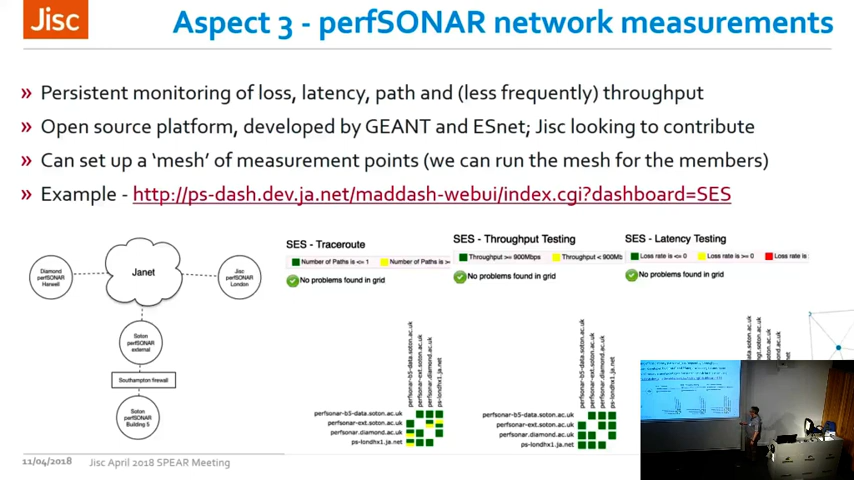 Jisc
Aspect 3 - perfSONAR network measurements
» Persistent monitoring of loss, latency, path and (less frequently) throughput
» Open source platform, developed by GEANT and ESnet; Jisc looking to contribute
» Can set up a ‘mesh’ of measurement points (we can run the mesh for the members)
» Example - http://ps-dash.dev.ja.net/maddash-webui/index.cgi?dashboard=SES
Diamond
perfSONAR
Harwell
Janet
Jisc
perfSONAR
London
Soton
perfSONAR
external
Southampton firewall
Soton
perfSONAR
Building 5
SES - Traceroute
Number of Paths is <= 1 Number of Paths is >
No problems found in grid
perfsonar-b5-data.soton.ac.uk
perfsonar-ext.soton.ac.uk
perfsonar.diamond.ac.uk
ps-londhx1.ja.net
perfsonar-b5-data.soton.ac.uk
perfsonar-ext.soton.ac.uk
perfsonar.diamond.ac.uk
ps-londhx1.ja.net
SES - Throughput Testing
Throughput >= 900Mbps Throughput < 900Mb
No problems found in grid
perfsonar-b5-data.soton.ac.uk
perfsonar-ext.soton.ac.uk
perfsonar.diamond.ac.uk
ps-londhx1.ja.net
perfsonar-b5-data.soton.ac.uk
perfsonar-ext.soton.ac.uk
perfsonar.diamond.ac.uk
ps-londhx1.ja.net
SES - Latency Testing
Loss rate is <= 0 Loss rate is >= 0 Loss rate is
No problems found in grid
11/04/2018 Jisc April 2018 SPEAR Meeting